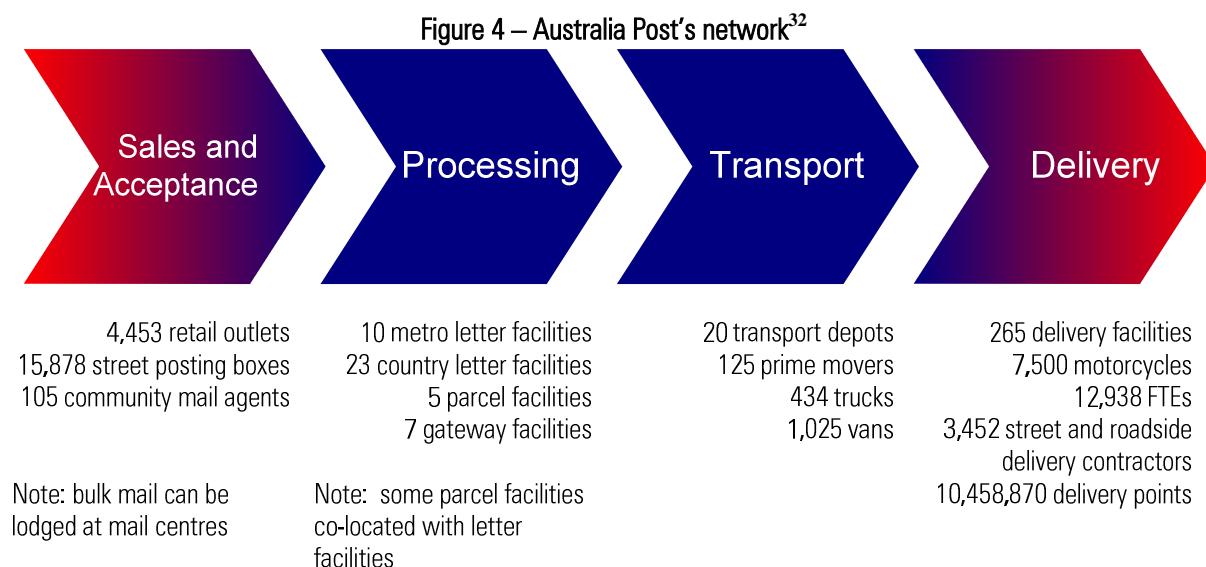 Figure 4 – Australia Post's network32
Sales and
Acceptance
Processing
Transport
Delivery
4,453 retail outlets
15,878 street posting boxes
105 community mail agents
Note: bulk mail can be
lodged at mail centres
10 metro letter facilities
23 country letter facilities
5 parcel facilities
7 gateway facilities
Note: some parcel facilities
co-located with letter
facilities
20 transport depots
125 prime movers
434 trucks
1,025 vans
265 delivery facilities
7,500 motorcycles
12,938 FTEs
3,452 street and roadside
delivery contractors
10,458,870 delivery points